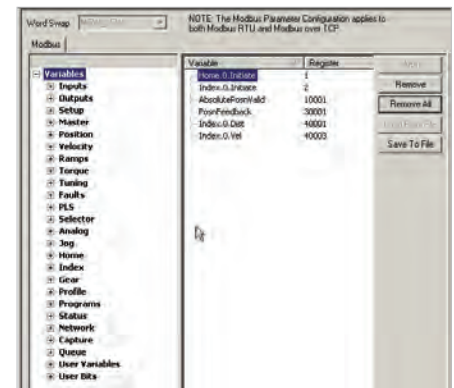 Word Swap
NOTE: The Modbus Parameter Configuration applies to
both Modbus RTU and Modbus over TCP.
Modbus
Variable Register
Variables
Inputs
Outputs
Setup
Master
Position
Velocity
Ramps
Torque
Tuning
Faults
PLS
Selector
Analog
Jog
Home
Index
Gear
Profile
Programs
Status
Network
Capture
Queue
User Variables
User Bits
Home.0.Initiate 1
Index.0.Initiate 2
AbsolutePosnValid 10001
PosnFeedback 30001
Index.0.Dist 40001
Index.0.Vel 40003
Remove
Remove All
Save To File